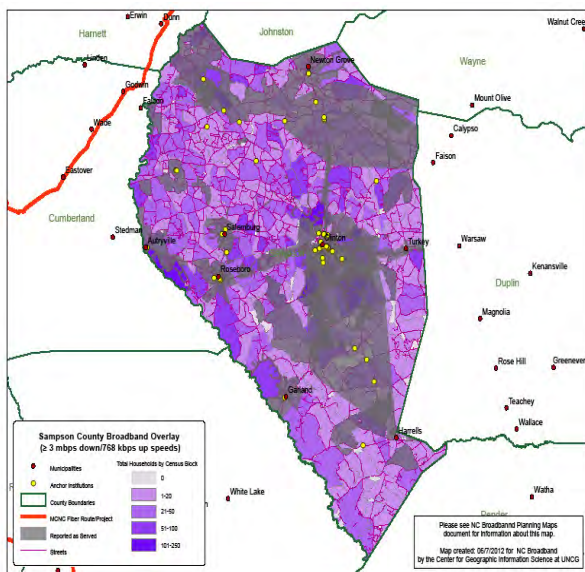 Erwin
Dunn
Harnett
Johnston
Walnut Cree
Linden
Newton Grove
Wayne
Godwin
Falcon
Mount Olive
Wade
Calypso
Faison
Eastover
Cumberland
Stedman
Autryville
Salemburg
Clinton
Turkey
Warsaw
Kenansville
Roseboro
Duplin
Magnolia
Rose Hill
Greenever
Garland
Teachey
Wallace
Harrells
White Lake
Watha
Pender
Sampson County Broadband Overlay
(≥ 3 mbps down/768 kbps up speeds)
Municipalities
Anchor Institutions
County Boundaries
MCNC Fiber Route/Project
Reported as Served
Streets
Total Households by Census Block
0
1-20
21-50
51-100
101-250
Please see NC Broadbannd Planning Maps
document for information about this map.
Map created: 06/7/2012 for NC Broadband
by the Center for Geographic Information Science at UNCG